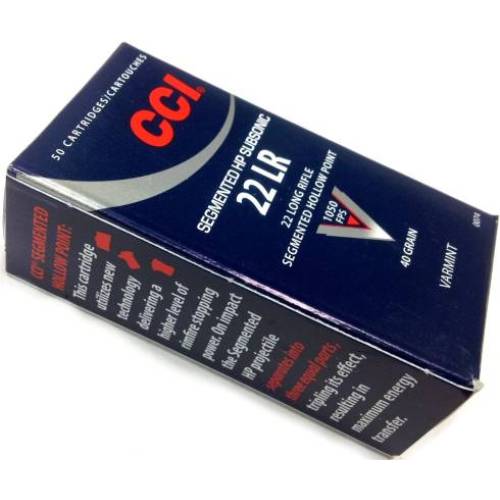 50 CARTRIDGES/CARTOUCHES
CCI®
SEGMENTED HP SUBSONIC
22 LR
22 LONG RIFLE
SEGMENTED HOLLOW POINT
1050
FPS
V
40 GRAIN
VARMINT
0074
CCI® SEGMENTED
HOLLOW POINT:
This cartridge
utilizes new
technology
delivering a
higher level of
rimfire stopping
power. On impact
the Segmented
HP projectile
separates into
three equal parts,
tripling its effect,
resulting in
maximum energy
transfer.